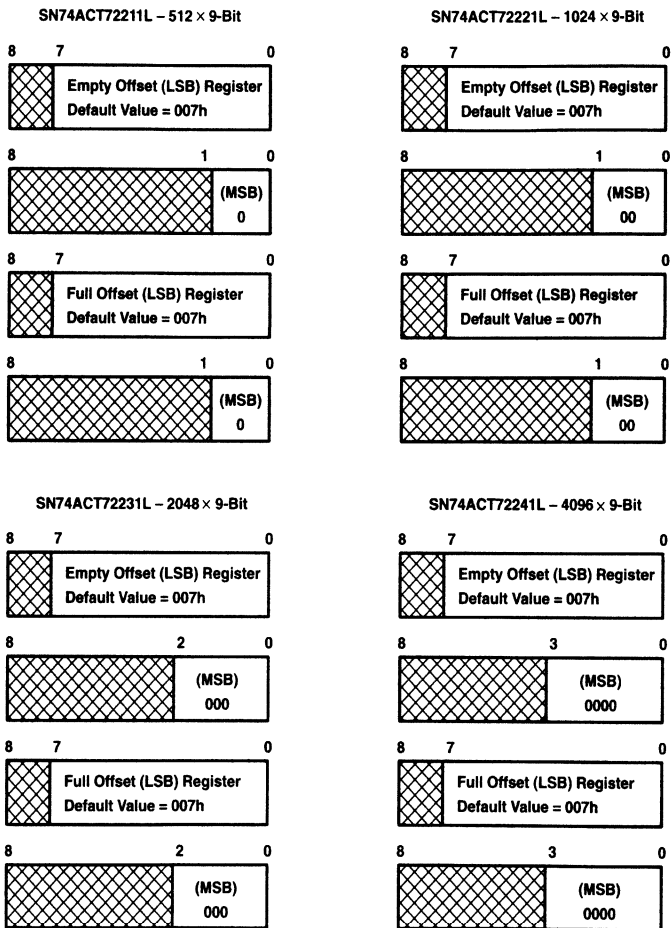 SN74ACT72211L – 512 × 9-Bit
8 7 0
Empty Offset (LSB) Register
Default Value = 007h
8 1 0
(MSB)
0
8 7 0
Full Offset (LSB) Register
Default Value = 007h
8 1 0
(MSB)
0
SN74ACT72221L – 1024 × 9-Bit
8 7 0
Empty Offset (LSB) Register
Default Value = 007h
8 1 0
(MSB)
00
8 7 0
Full Offset (LSB) Register
Default Value = 007h
8 1 0
(MSB)
00
SN74ACT72231L – 2048 × 9-Bit
8 7 0
Empty Offset (LSB) Register
Default Value = 007h
8 2 0
(MSB)
000
8 7 0
Full Offset (LSB) Register
Default Value = 007h
8 2 0
(MSB)
000
SN74ACT72241L – 4096 × 9-Bit
8 7 0
Empty Offset (LSB) Register
Default Value = 007h
8 3 0
(MSB)
0000
8 7 0
Full Offset (LSB) Register
Default Value = 007h
8 3 0
(MSB)
0000